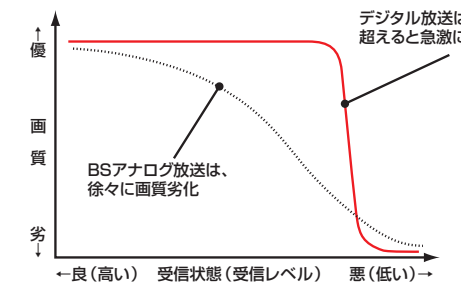 デジタル放送は
超えると急激に
↑
優
画
質
劣
↓
BSアナログ放送は、
徐々に画質劣化
←良(高い) 受信状態(受信レベル) 悪(低い)→